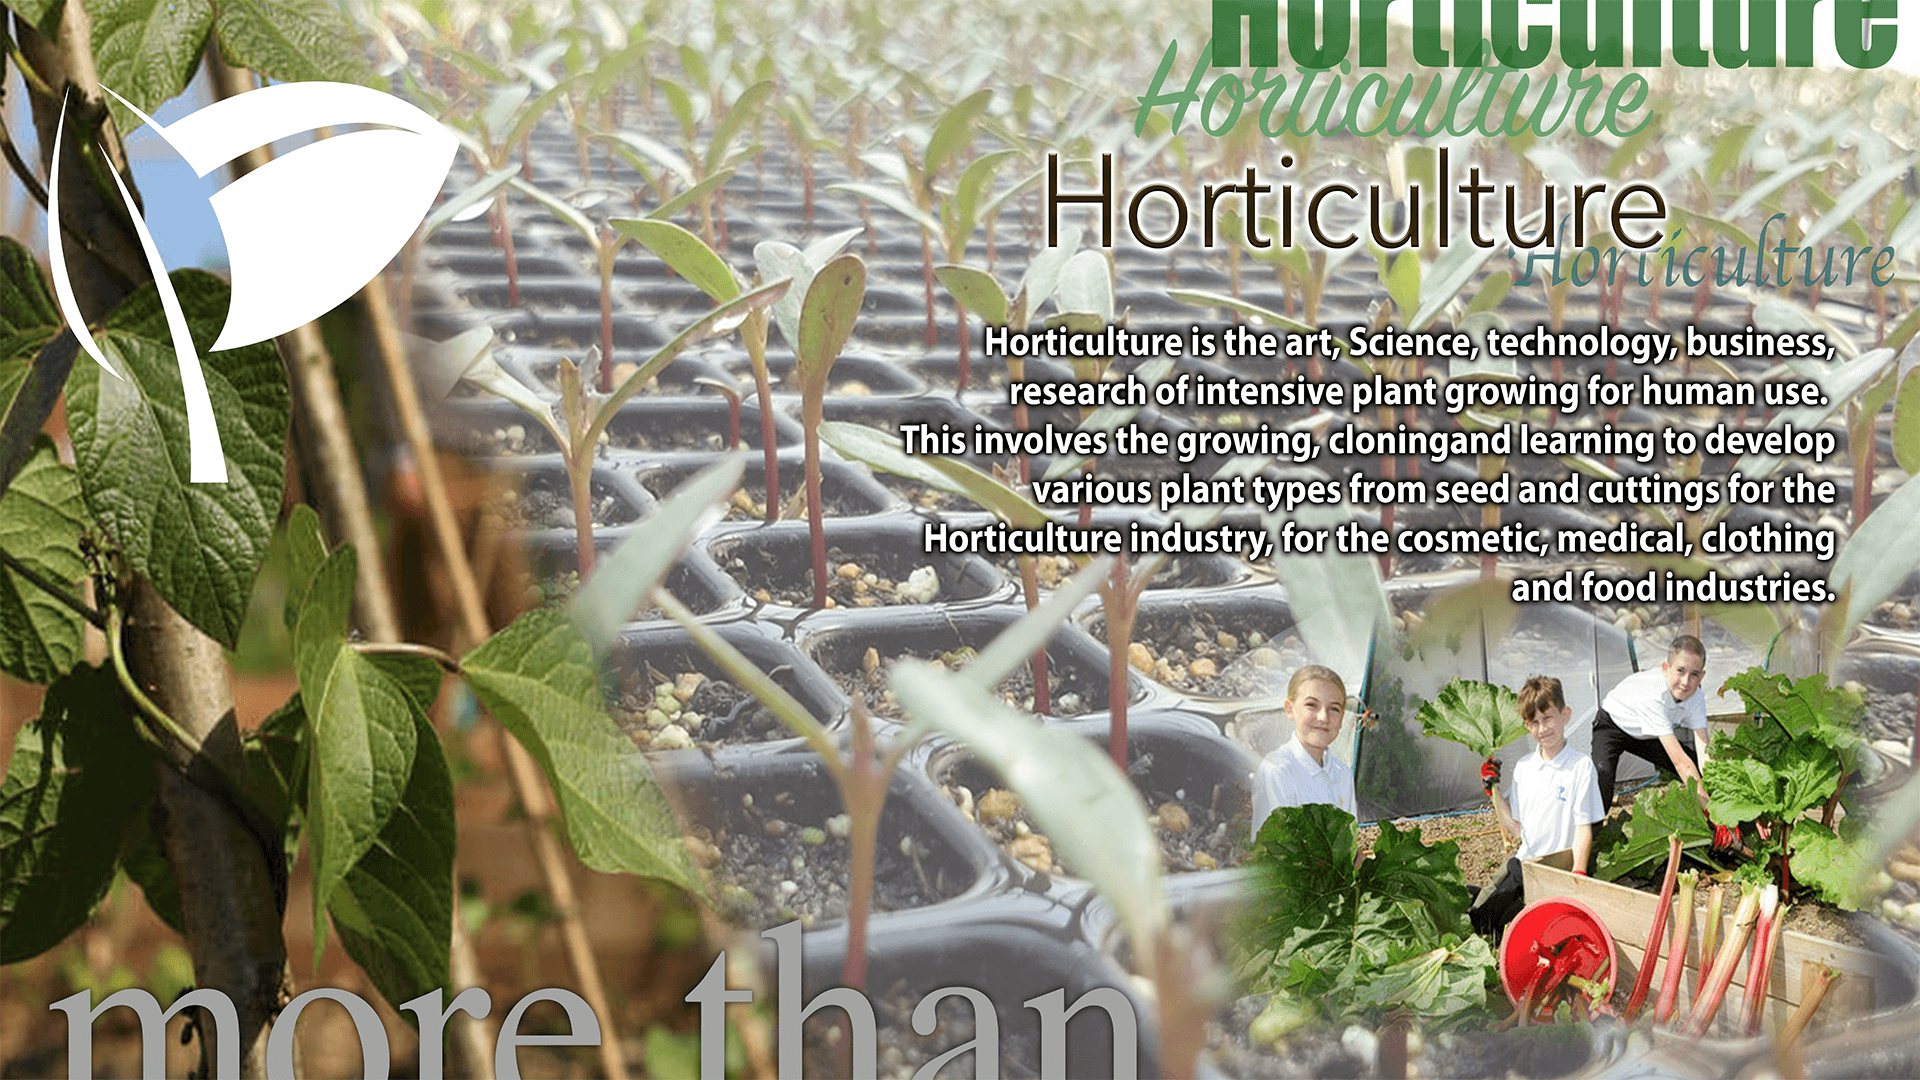 Horticulture
Horticulture
Horticulture
Horticulture
Horticulture is the art, Science, technology, business,
research of intensive plant growing for human use.
This involves the growing, cloningand learning to develop
various plant types from seed and cuttings for the
Horticulture industry, for the cosmetic, medical, clothing
and food industries.
more than